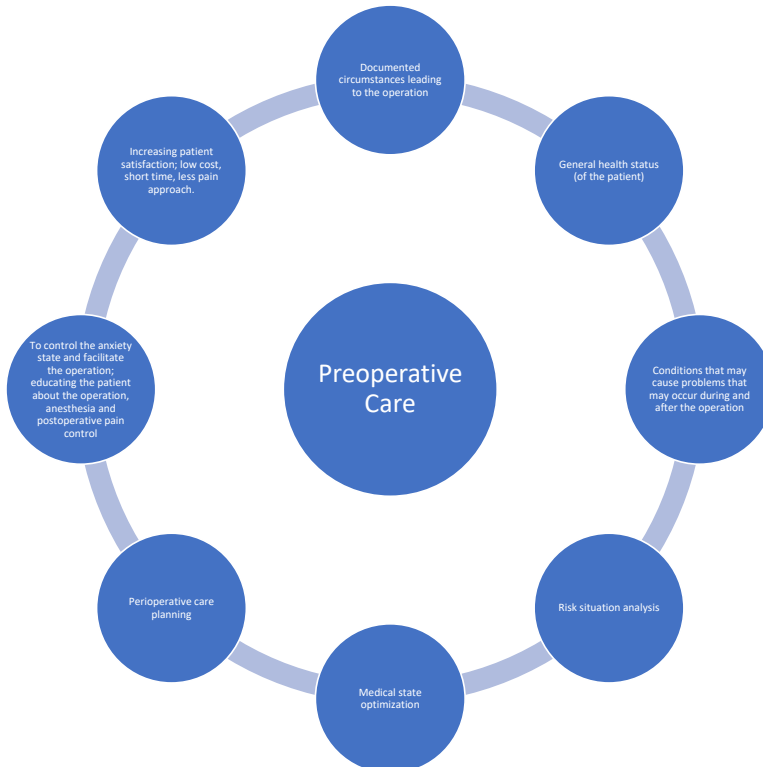 Documented
circumstances leading
to the operation
General health status
(of the patient)
Conditions that may
cause problems that
may occur during and
after the operation
Risk situation analysis
Medical state
optimization
Perioperative care
planning
To control the anxiety
state and facilitate
the operation;
educating the patient
about the operation,
anesthesia and
postoperative pain
control
Increasing patient
satisfaction; low cost,
short time, less pain
approach.
Preoperative
Care